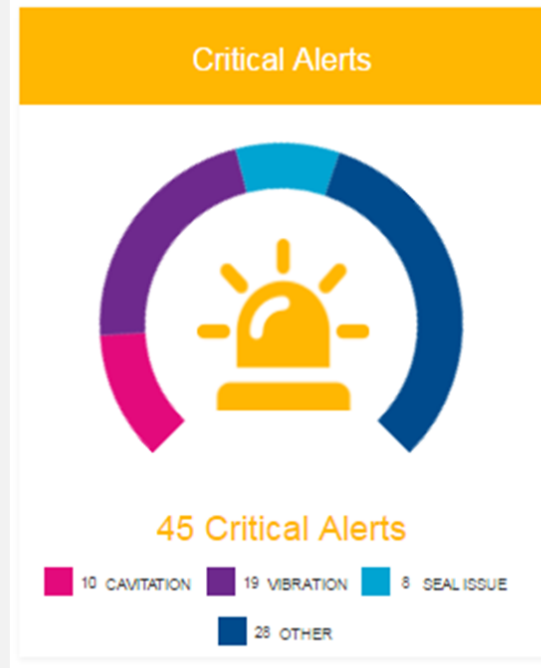 Critical Alerts
45 Critical Alerts
10 CAVITATION 19 VIBRATION 8 SEAL ISSUE
28 OTHER